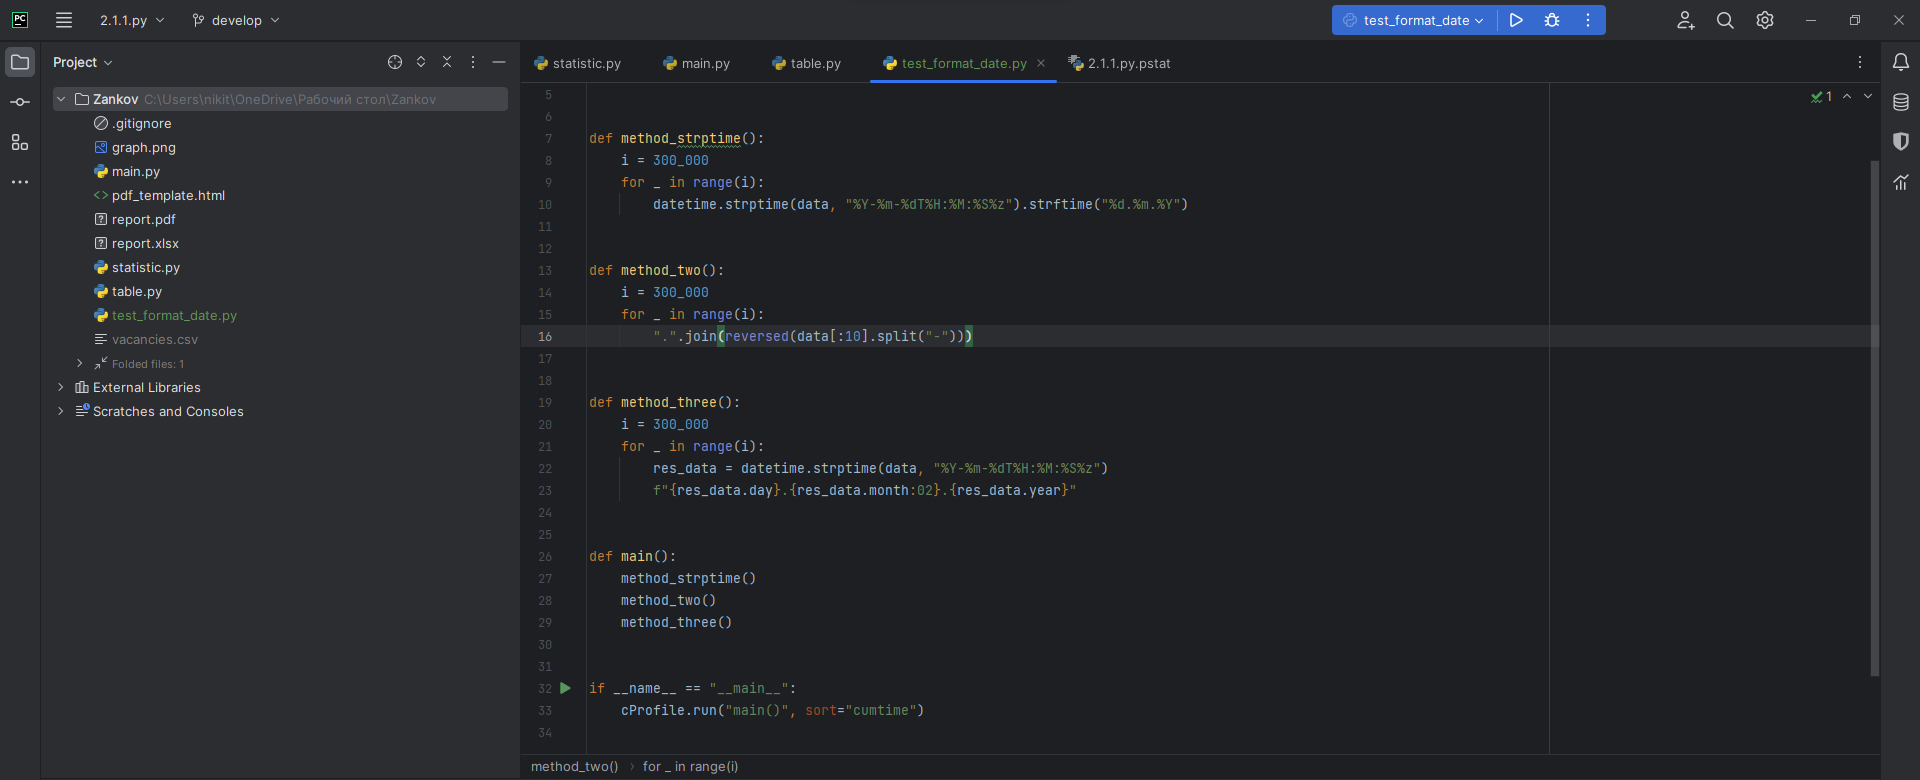 PC 2.1.1.py develop test_format_date
Project
statistic.py main.py table.py test_format_date.py 2.1.1.py.pstat
Zankov C:\Users\nikit\OneDrive\Рабочий стол\Zankov
.gitignore
graph.png
main.py
pdf_template.html
report.pdf
report.xlsx
statistic.py
table.py
test_format_date.py
vacancies.csv
Folded files: 1
External Libraries
Scratches and Consoles
1
5
6
7 def method_strptime():
8 i = 300_000
9 for _ in range(i):
10 datetime.strptime(data, "%Y-%m-%dT%H:%M:%S%z").strftime("%d.%m.%Y")
11
12
13 def method_two():
14 i = 300_000
15 for _ in range(i):
16 ".".join(reversed(data[:10].split("-")))
17
18
19 def method_three():
20 i = 300_000
21 for _ in range(i):
22 res_data = datetime.strptime(data, "%Y-%m-%dT%H:%M:%S%z")
23 f"{res_data.day}.{res_data.month:02}.{res_data.year}"
24
25
26 def main():
27 method_strptime()
28 method_two()
29 method_three()
30
31
32 if __name__ == "__main__":
33 cProfile.run("main()", sort="cumtime")
34
method_two() for _ in range(i)